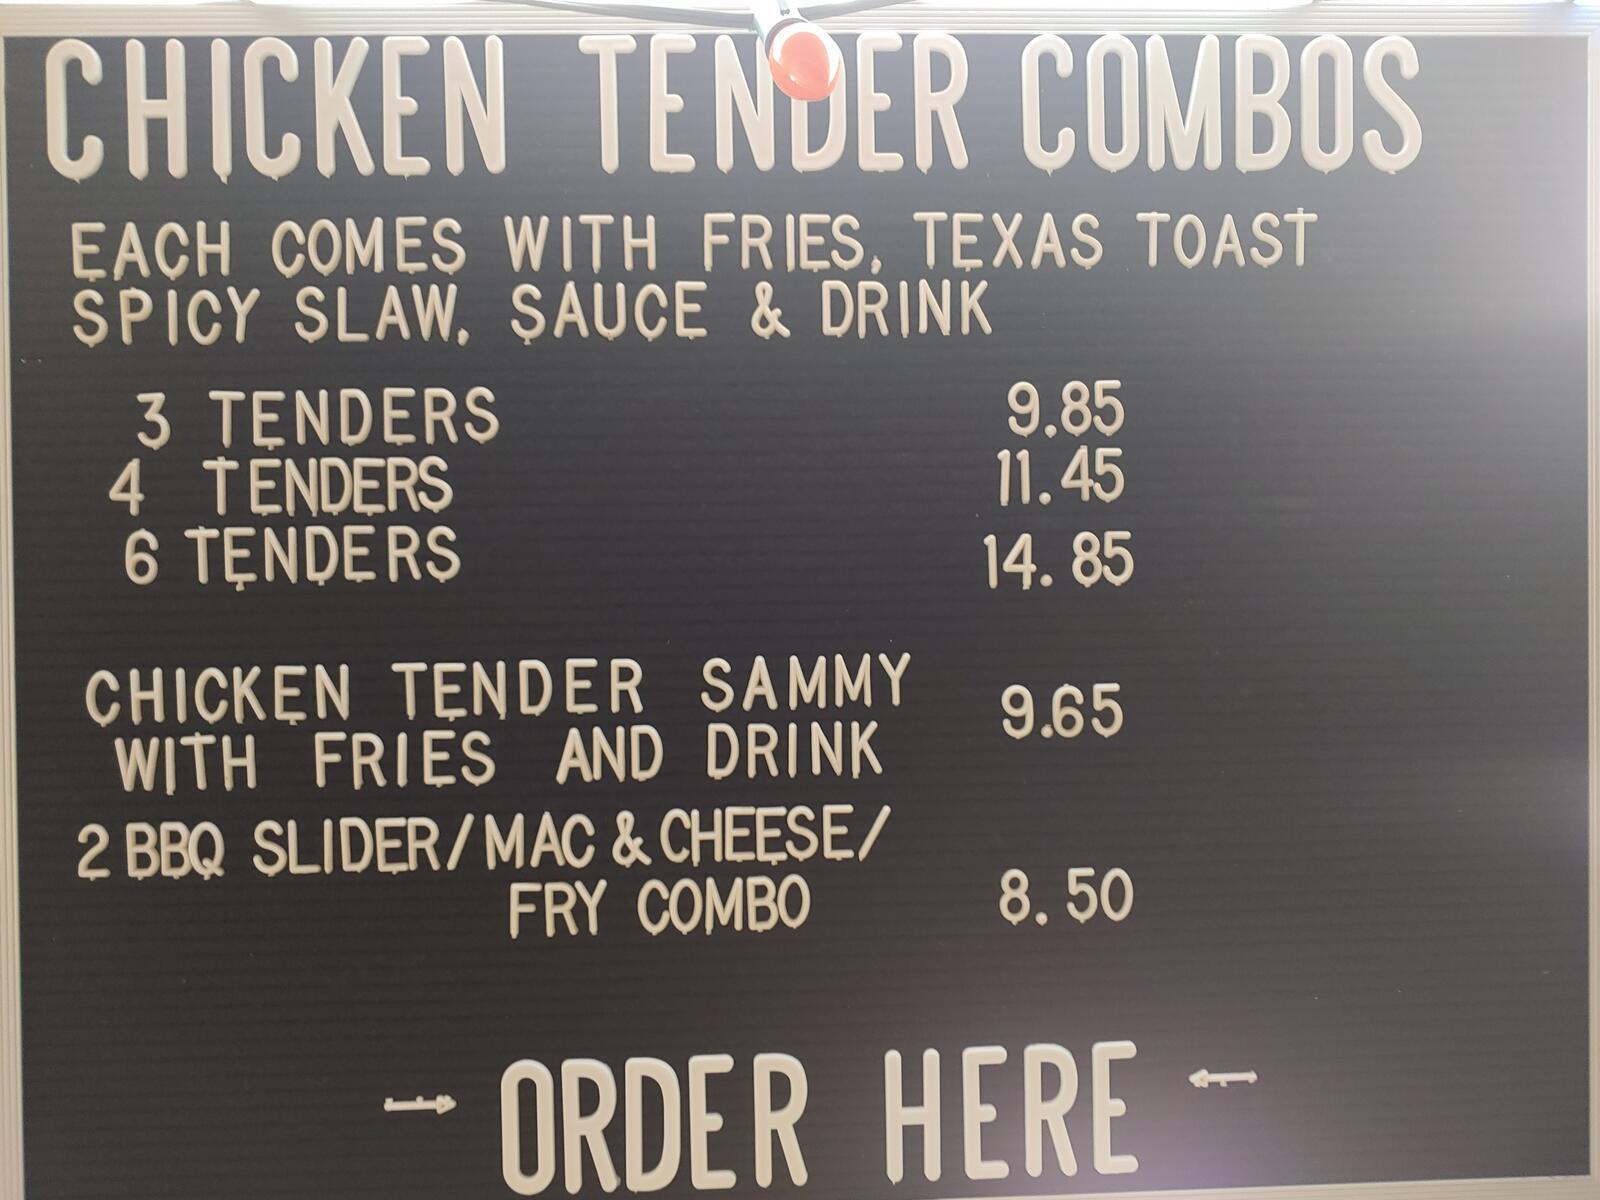 CHICKEN TENDER COMBOS
EACH COMES WITH FRIES, TEXAS TOAST
SPICY SLAW, SAUCE & DRINK
3 TENDERS 9.85
4 TENDERS 11.45
6 TENDERS 14.85
CHICKEN TENDER SAMMY
WITH FRIES AND DRINK 9.65
2 BBQ SLIDER/MAC & CHEESE/
FRY COMBO 8.50
ORDER HERE